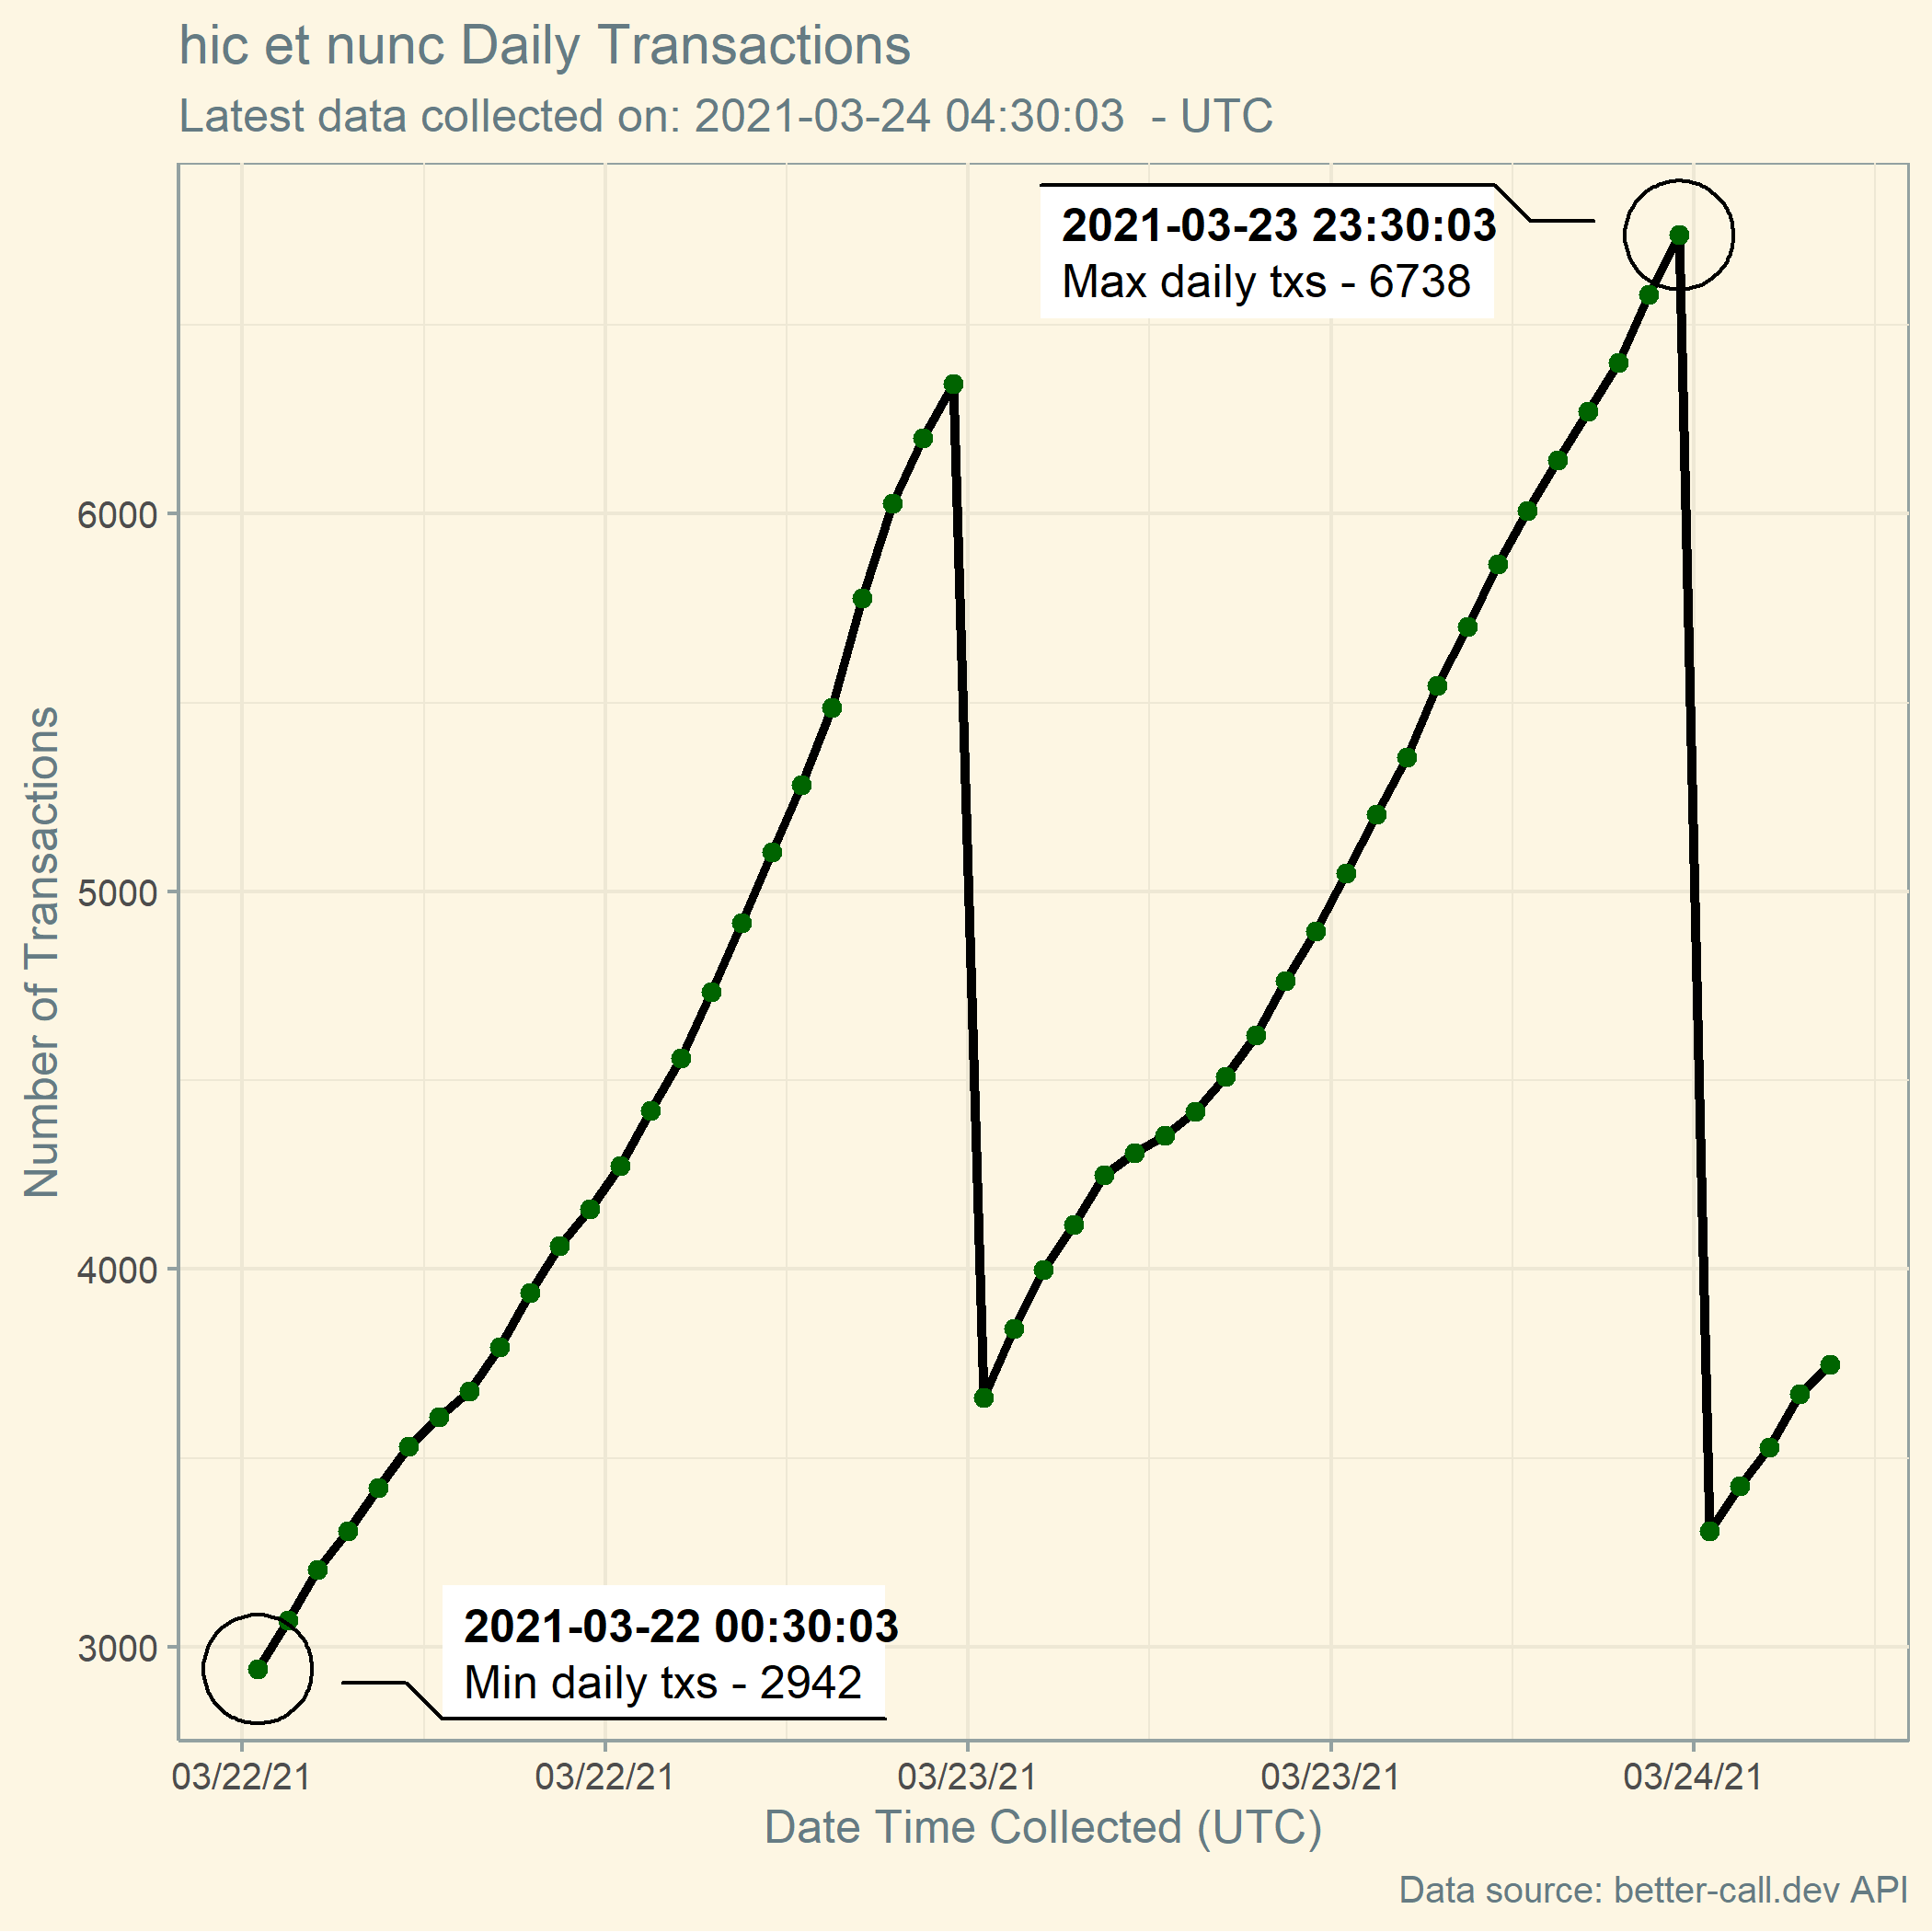 hic et nunc Daily Transactions
Latest data collected on: 2021-03-24 04:30:03 - UTC
2021-03-23 23:30:03
Max daily txs - 6738
6000
5000
4000
3000
Number of Transactions
2021-03-22 00:30:03
Min daily txs - 2942
03/22/21 03/22/21 03/23/21 03/23/21 03/24/21
Date Time Collected (UTC)
Data source: better-call.dev API